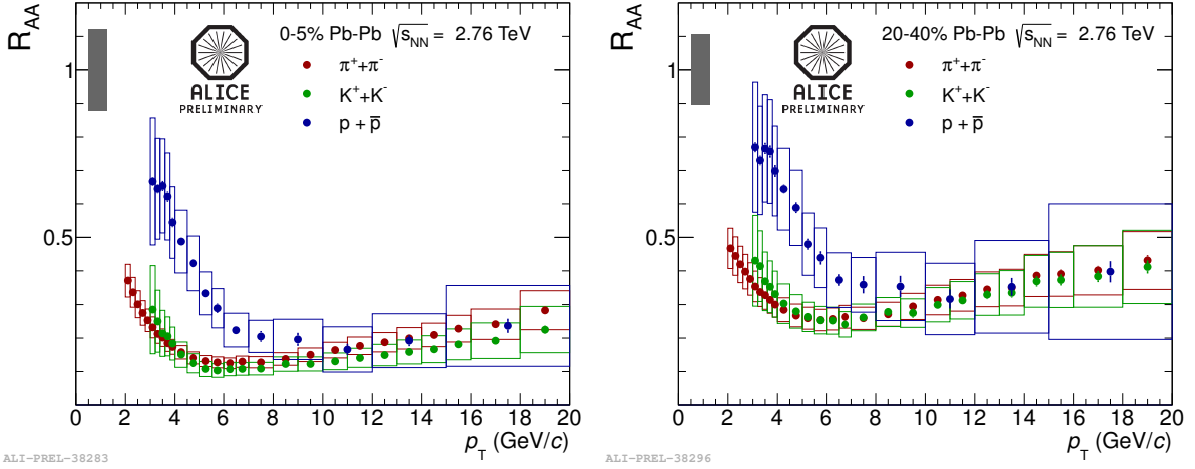 R_AA
0-5% Pb-Pb √s_NN = 2.76 TeV
π⁺+π⁻
K⁺+K⁻
p + p̅
ALICE
PRELIMINARY
1
0.5
0 2 4 6 8 10 12 14 16 18 20
p_T (GeV/c)
ALI-PREL-38283
R_AA
20-40% Pb-Pb √s_NN = 2.76 TeV
π⁺+π⁻
K⁺+K⁻
p + p̅
ALICE
PRELIMINARY
1
0.5
0 2 4 6 8 10 12 14 16 18 20
p_T (GeV/c)
ALI-PREL-38296